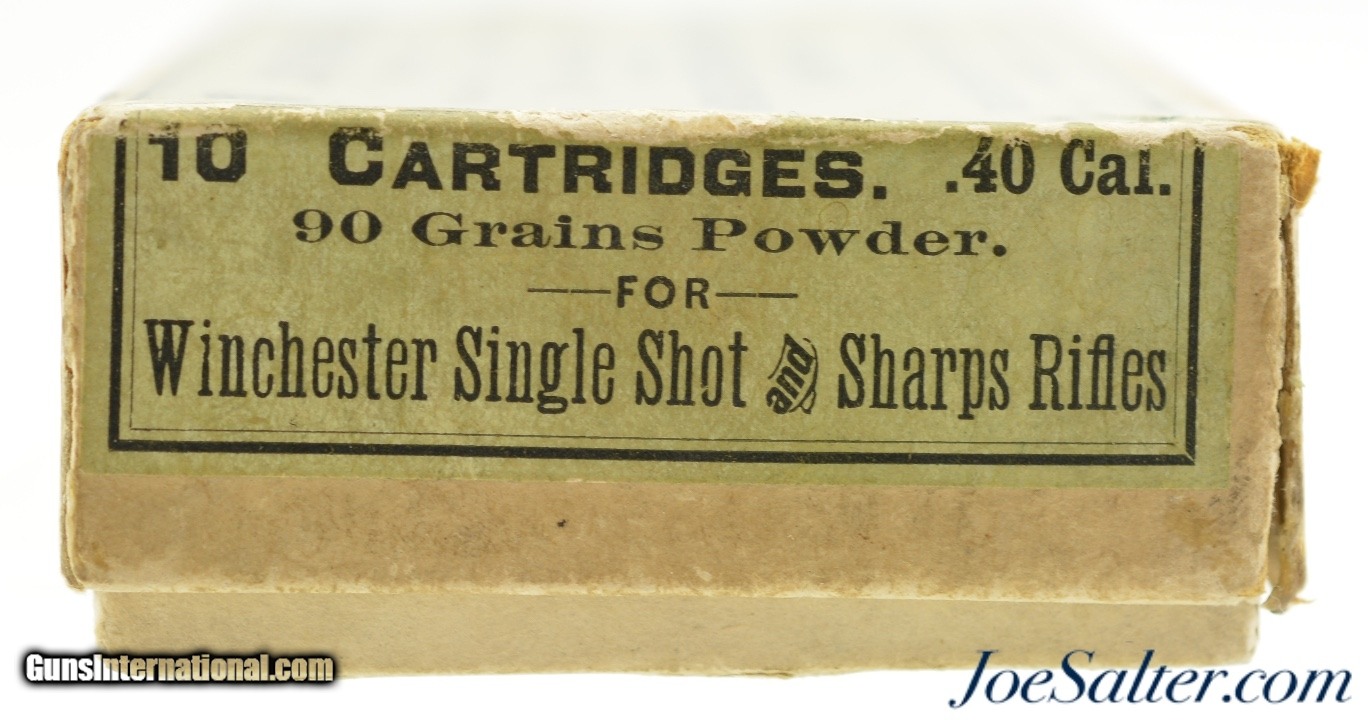 10 CARTRIDGES. .40 Cal.
90 Grains Powder.
FOR
Winchester Single Shot and Sharps Rifles
GunsInternational.com
JoeSalter.com